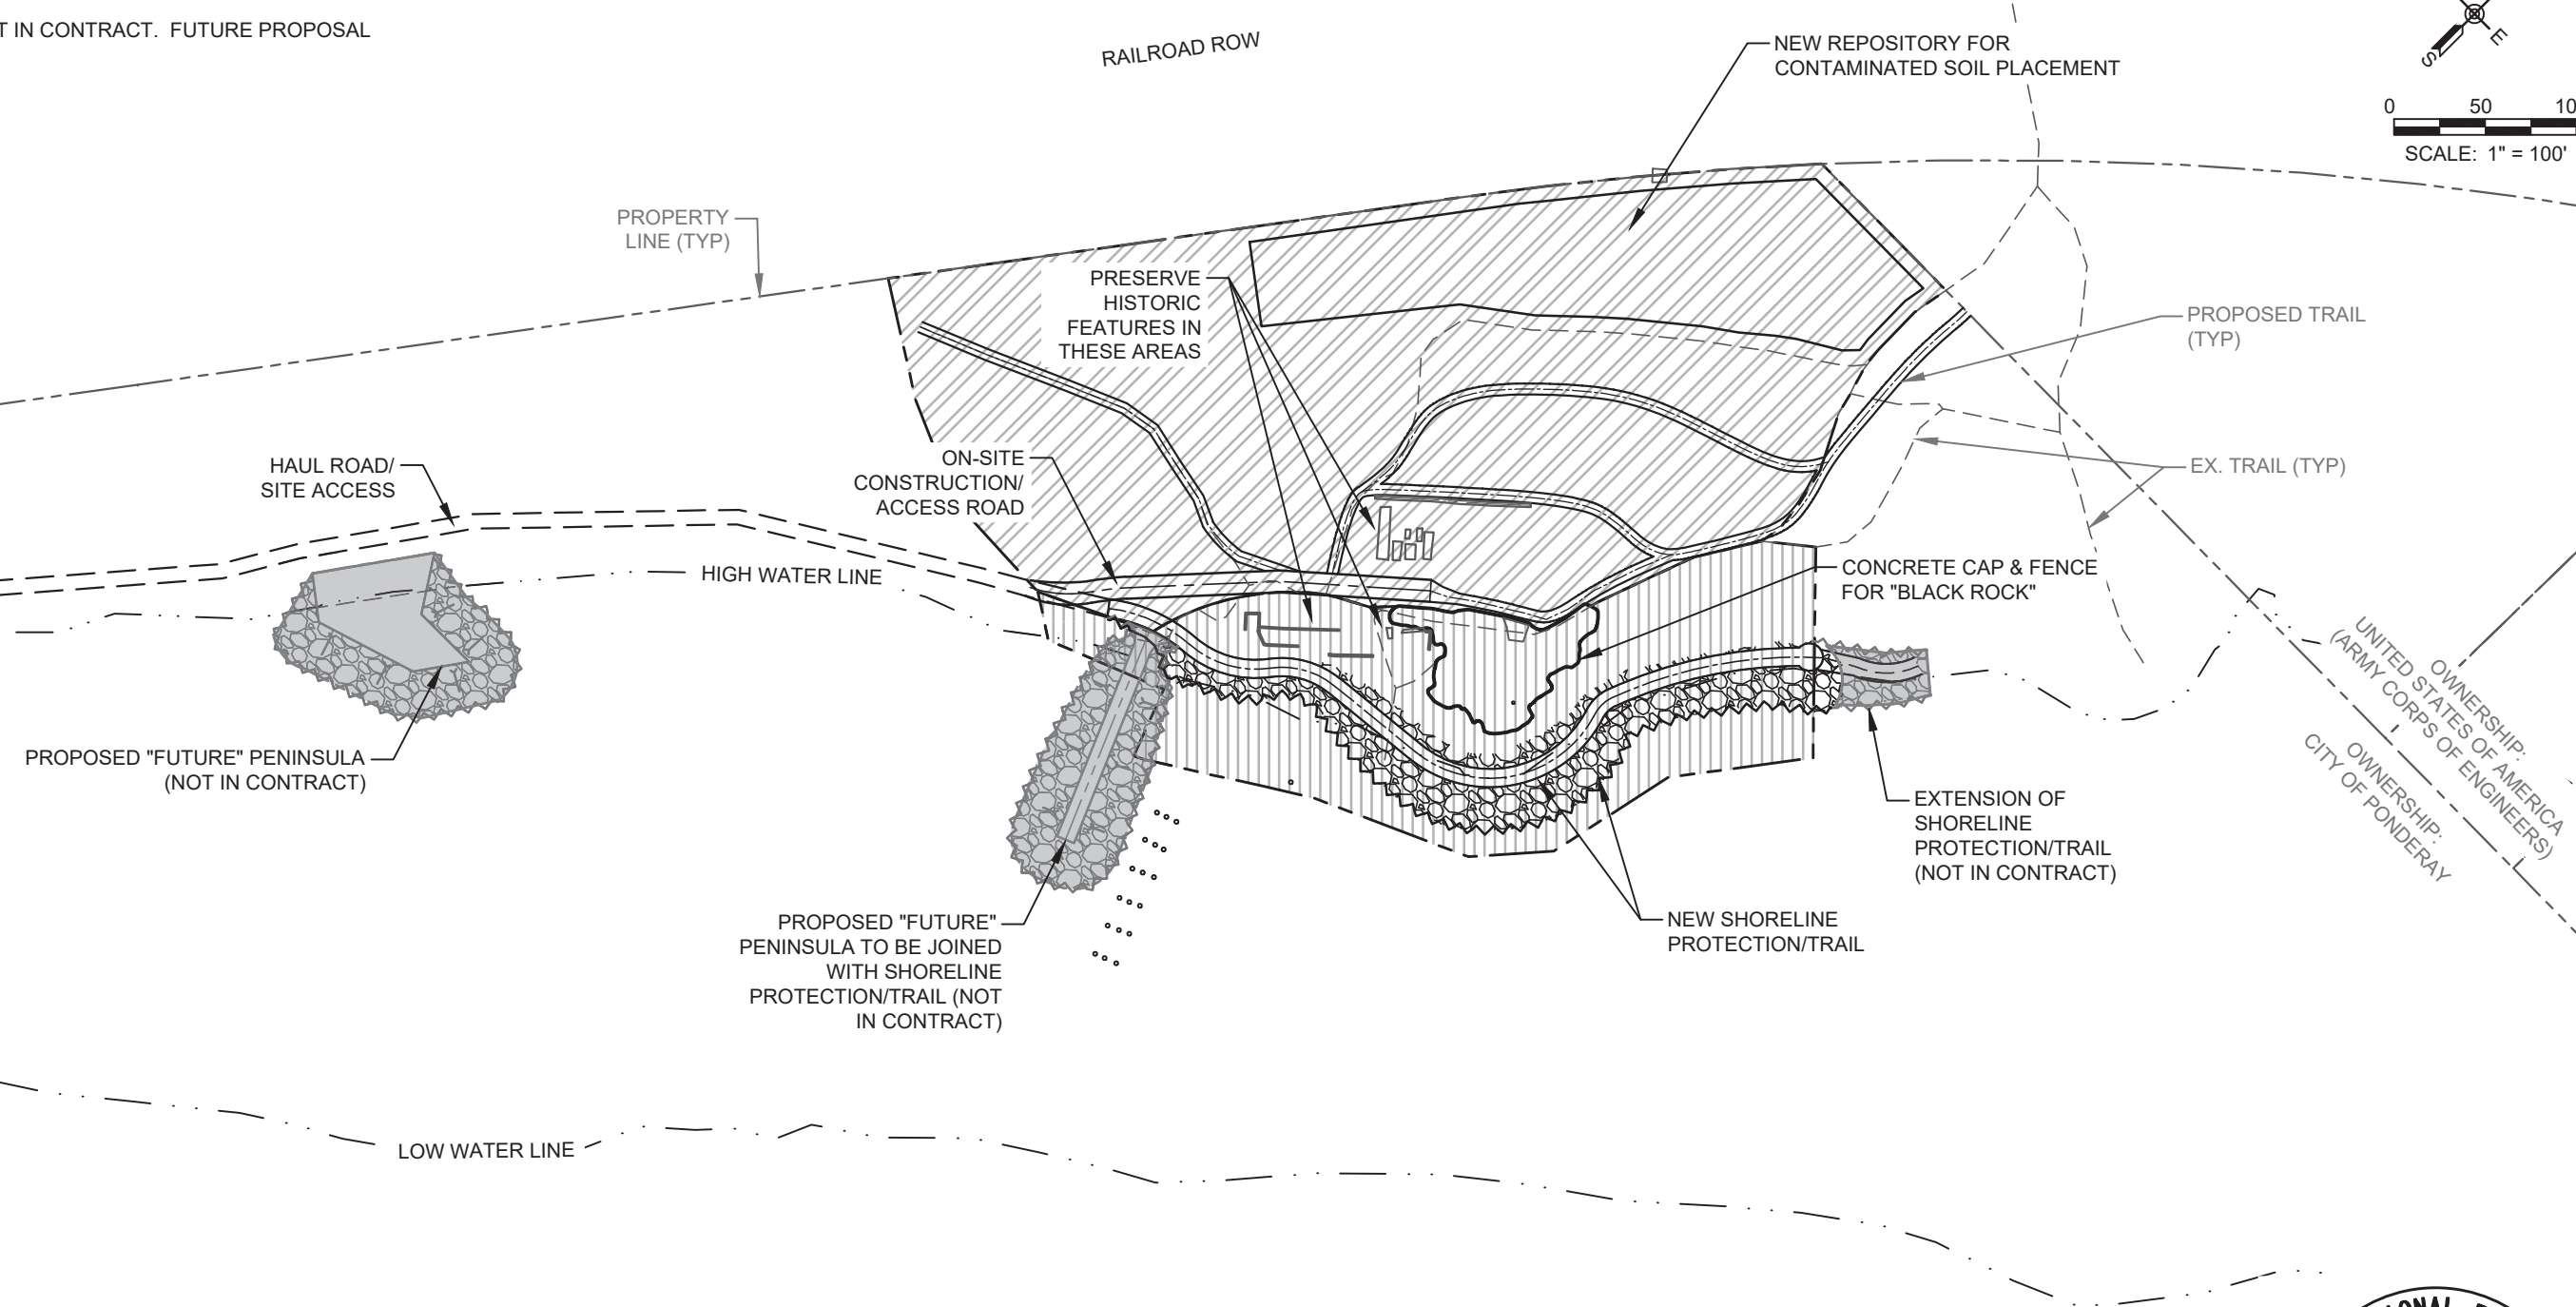 T IN CONTRACT.  FUTURE PROPOSAL
RAILROAD ROW
NEW REPOSITORY FOR
CONTAMINATED SOIL PLACEMENT
S
E
0 50 10
SCALE: 1" = 100'
PROPERTY
LINE (TYP)
PRESERVE
HISTORIC
FEATURES IN
THESE AREAS
PROPOSED TRAIL
(TYP)
HAUL ROAD/
SITE ACCESS
ON-SITE
CONSTRUCTION/
ACCESS ROAD
EX. TRAIL (TYP)
HIGH WATER LINE
CONCRETE CAP & FENCE
FOR "BLACK ROCK"
PROPOSED "FUTURE" PENINSULA
(NOT IN CONTRACT)
OWNERSHIP:
UNITED STATES OF AMERICA
(ARMY CORPS OF ENGINEERS)
OWNERSHIP:
CITY OF PONDERAY
EXTENSION OF
SHORELINE
PROTECTION/TRAIL
(NOT IN CONTRACT)
PROPOSED "FUTURE"
PENINSULA TO BE JOINED
WITH SHORELINE
PROTECTION/TRAIL (NOT
IN CONTRACT)
NEW SHORELINE
PROTECTION/TRAIL
LOW WATER LINE